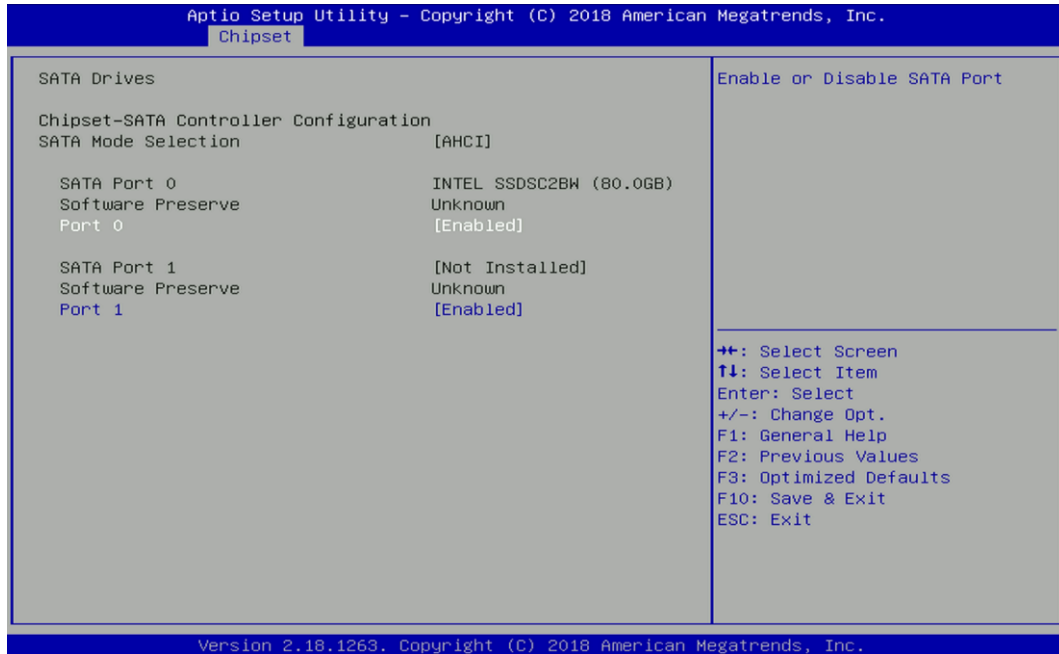 Aptio Setup Utility – Copyright (C) 2018 American Megatrends, Inc.
Chipset
SATA Drives
Chipset-SATA Controller Configuration
SATA Mode Selection [AHCI]
SATA Port 0 INTEL SSDSC2BW (80.0GB)
Software Preserve Unknown
Port 0 [Enabled]
SATA Port 1 [Not Installed]
Software Preserve Unknown
Port 1 [Enabled]
Enable or Disable SATA Port
→←: Select Screen
↑↓: Select Item
Enter: Select
+/-: Change Opt.
F1: General Help
F2: Previous Values
F3: Optimized Defaults
F10: Save & Exit
ESC: Exit
Version 2.18.1263. Copyright (C) 2018 American Megatrends, Inc.